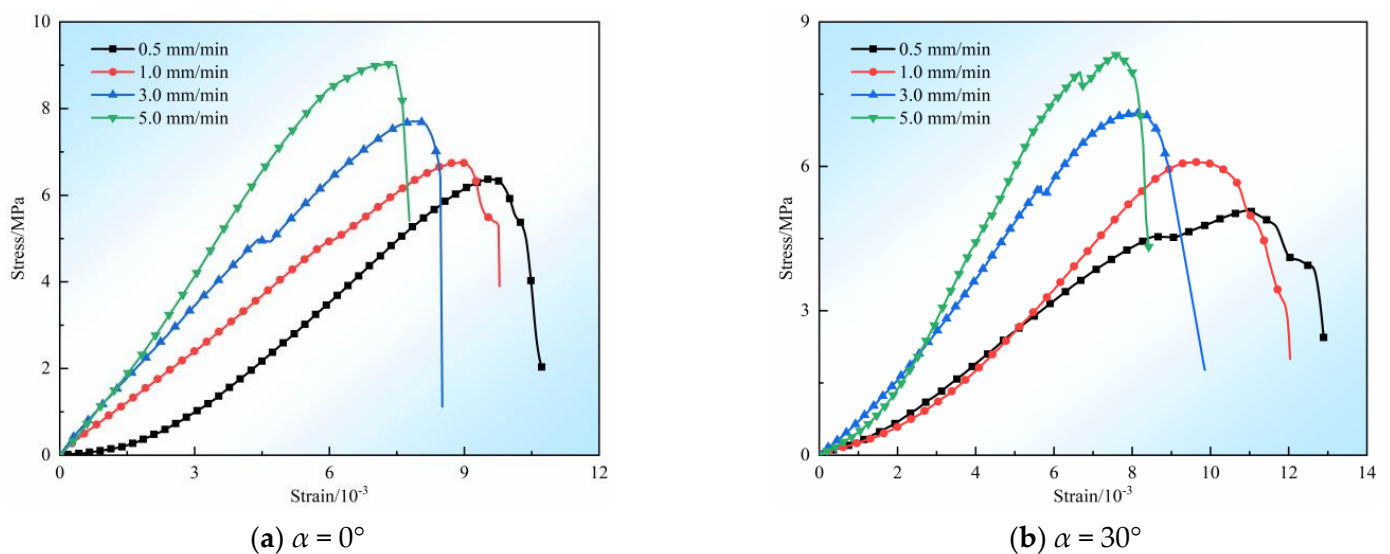 10
8
6
4
2
0
Stress/MPa
0.5 mm/min
1.0 mm/min
3.0 mm/min
5.0 mm/min
0 3 6 9 12
Strain/10⁻³
(a) α = 0°
9
6
3
0
Stress/MPa
0.5 mm/min
1.0 mm/min
3.0 mm/min
5.0 mm/min
0 2 4 6 8 10 12 14
Strain/10⁻³
(b) α = 30°